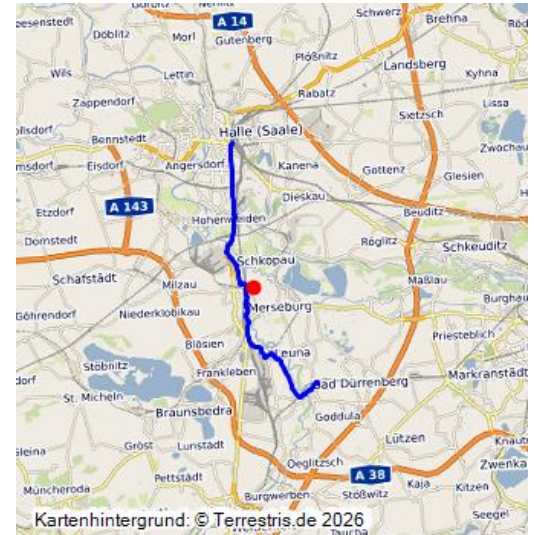 A 14
Schwerz
Brehna
Döblitz
Morl
Gutenberg
Plößnitz
Landsberg
Wils
Lettin
Kyhna
Rabatz
Zappendorf
Lissa
Halle (Saale)
Sietzsch
Bennstedt
Zwochau
Eisdorf
Angersdorf
Kanena
Gottenz
Glesien
Dieskau
A 143
Etzdorf
Beuditz
Hohenweiden
Dornstedt
Röglitz
Schkeuditz
Schkopau
Schafstädt
Milzau
Maßlau
Burghau
Göhrendorf
Niederklobikau
Merseburg
Priesteblich
Blösien
Leuna
Stöbnitz
Frankleben
Markranstädt
Bad Dürrenberg
St. Micheln
Braunsbedra
Goddula
Gröst
Lunstädt
Lützen
Oeglitzsch
Zwenka
Pettstädt
A 38
Müncheroda
Kaja
Kitzen
Burgwerben
Stößwitz
Seegel
Kartenhintergrund: © Terrestris.de 2026